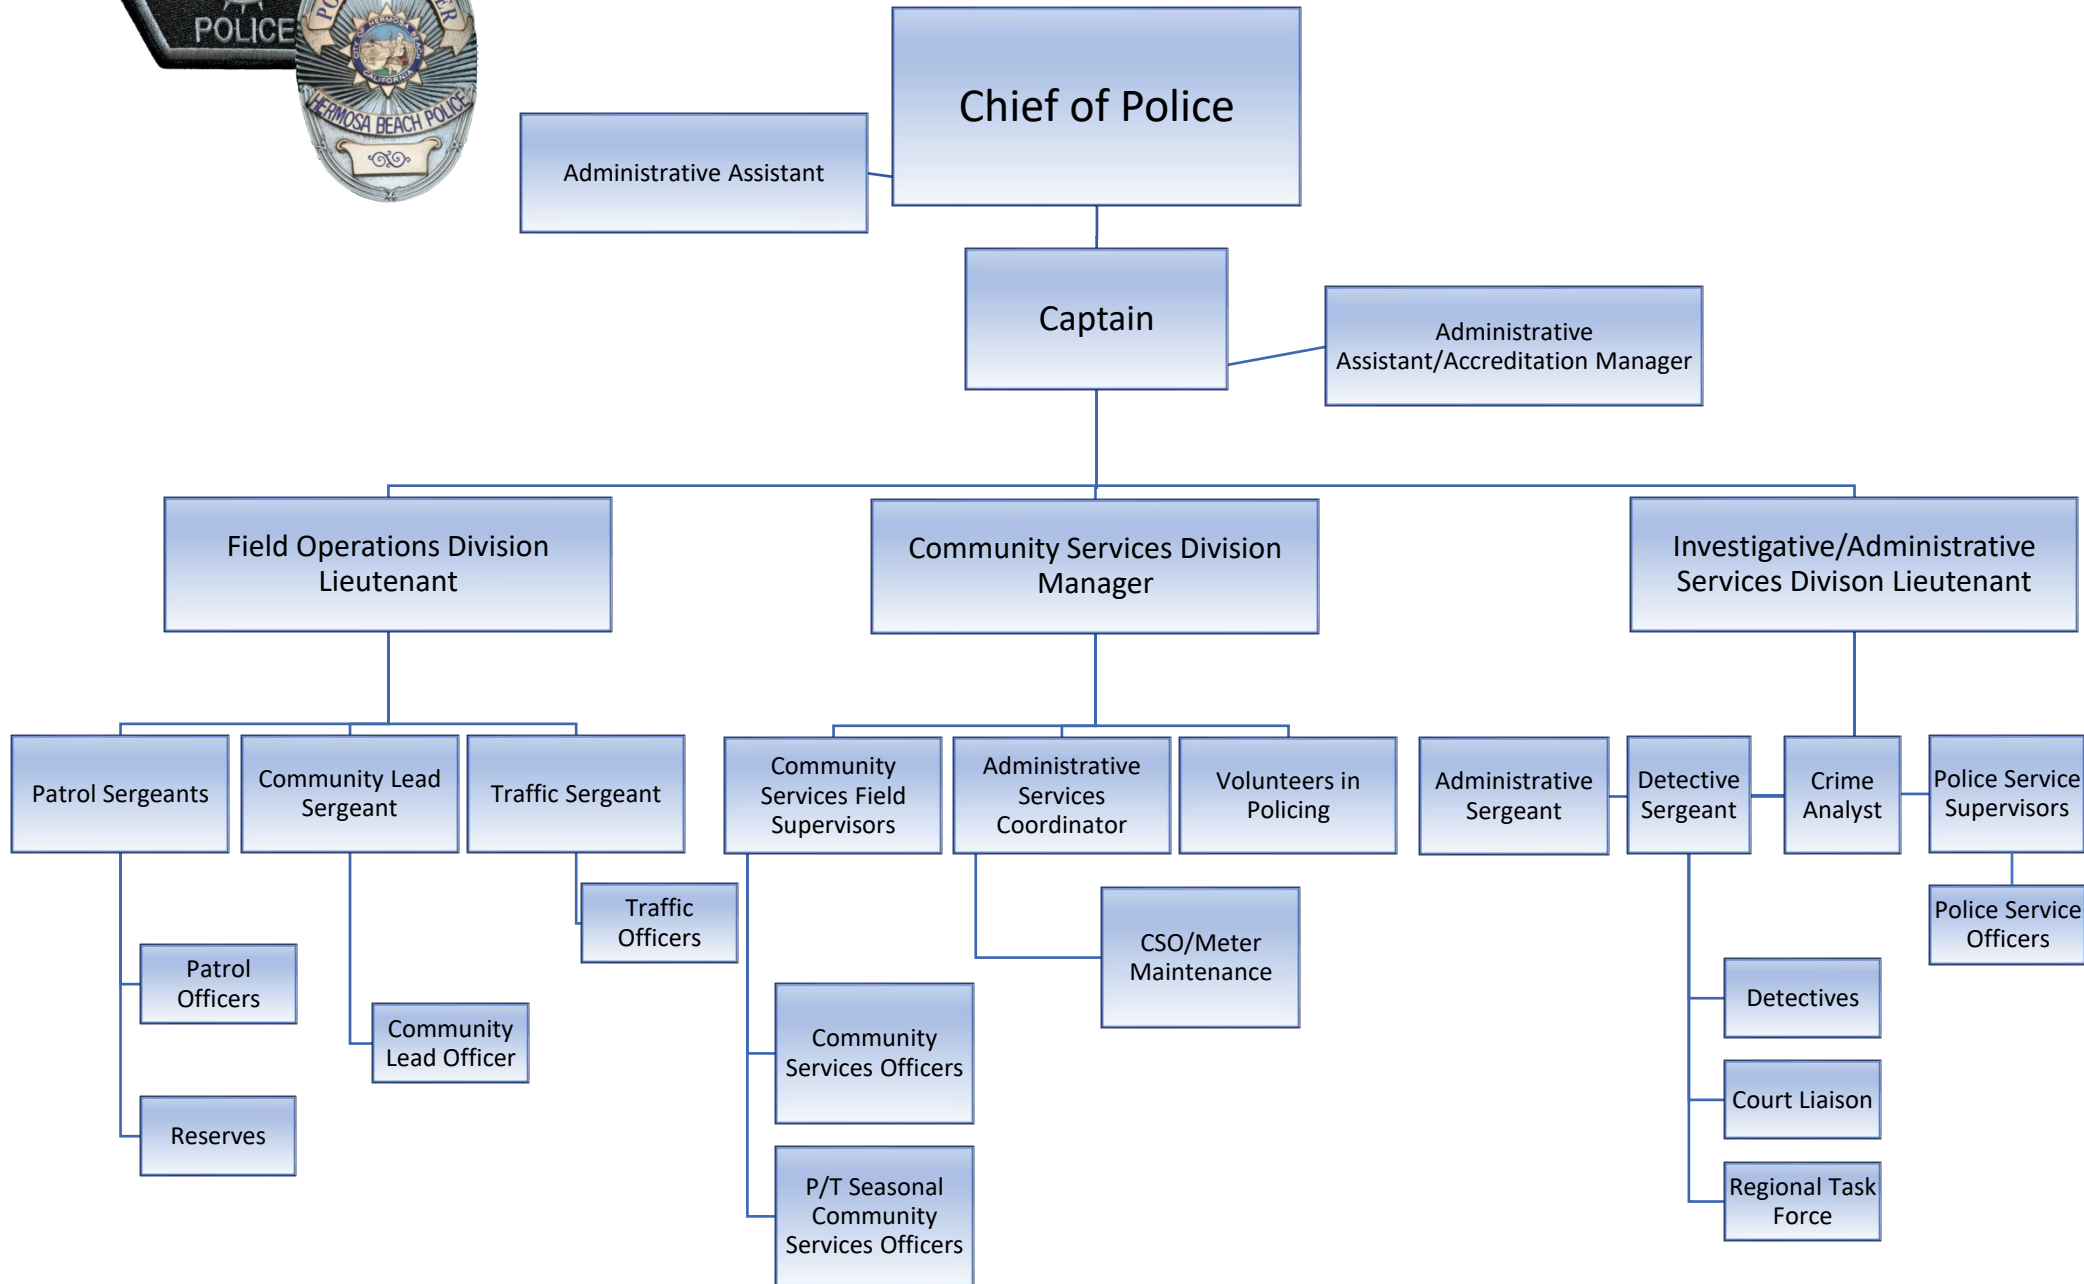 POLICE
CITY OF HERMOSA BEACH
CALIFORNIA
HERMOSA BEACH POLICE
Chief of Police
Administrative Assistant
Captain
Administrative
Assistant/Accreditation Manager
Field Operations Division
Lieutenant
Community Services Division
Manager
Investigative/Administrative
Services Divison Lieutenant
Patrol Sergeants
Community Lead
Sergeant
Traffic Sergeant
Community
Services Field
Supervisors
Administrative
Services
Coordinator
Volunteers in
Policing
Administrative
Sergeant
Detective
Sergeant
Crime
Analyst
Police Service
Supervisors
Traffic
Officers
Police Service
Officers
Patrol
Officers
CSO/Meter
Maintenance
Detectives
Community
Lead Officer
Community
Services Officers
Court Liaison
Reserves
P/T Seasonal
Community
Services Officers
Regional Task
Force